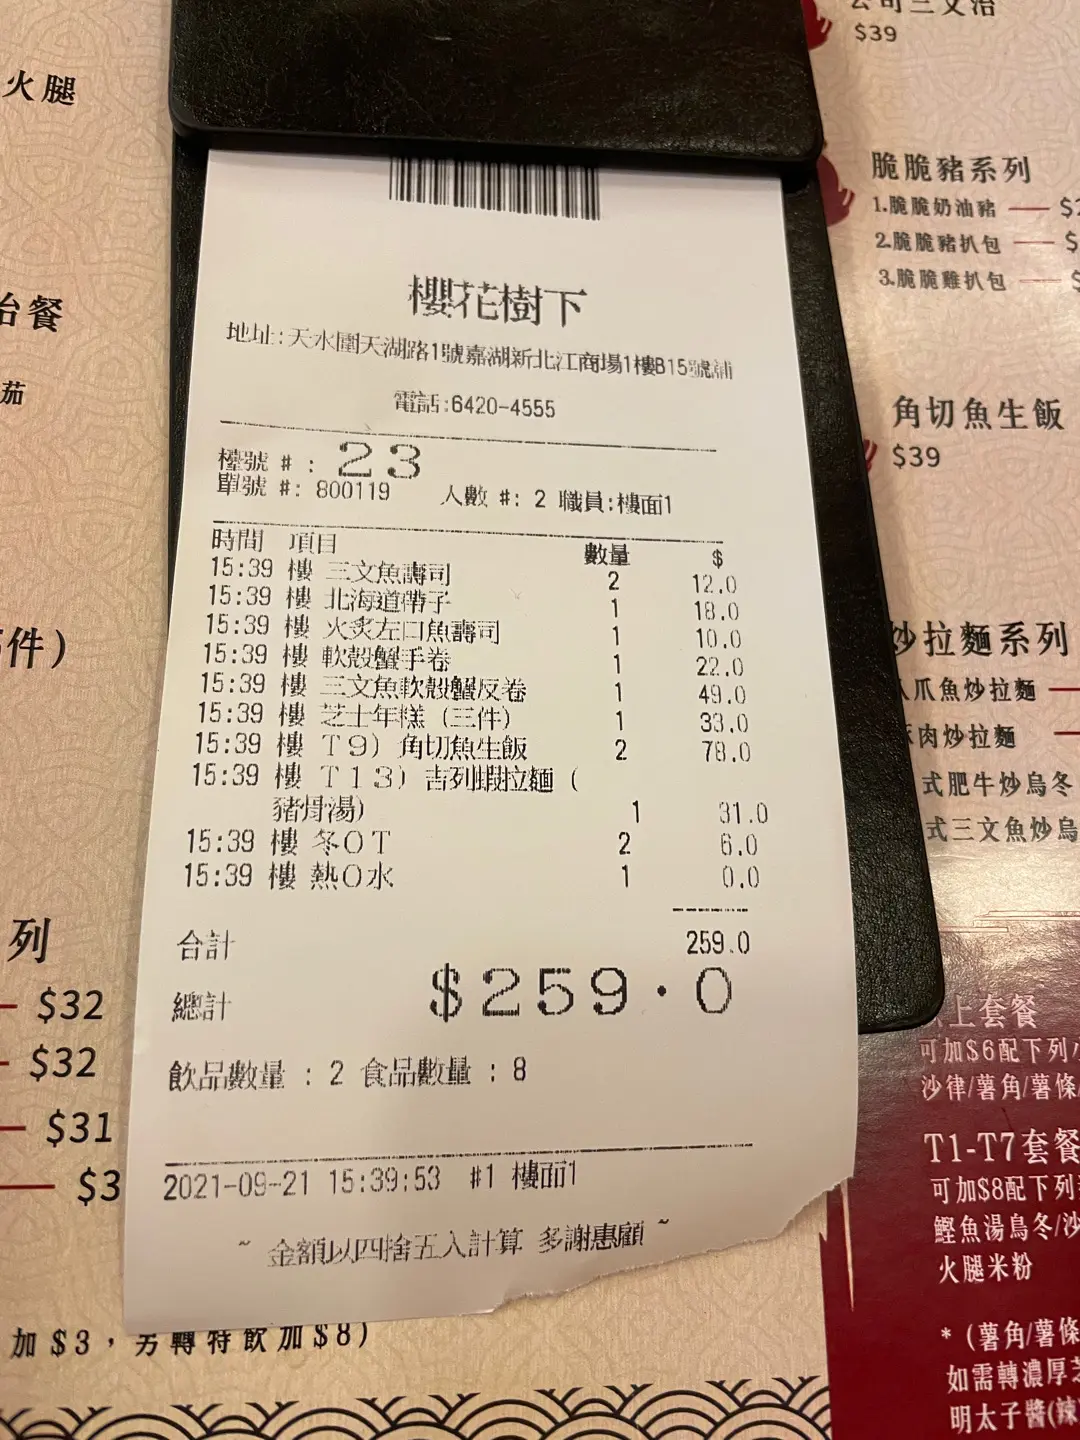 火腿
治餐
茄
件)
列
$32
$32
$31
$3
加$3，另轉特飲加$8)
櫻花樹下
地址:天水圍天湖路1號嘉湖新北江商場1樓B15號舖
電話:6420-4555
檯號 # : 23
單號 #: 800119 人數 #: 2 職員:樓面1
時間 項目 數量 $
15:39 樓 三文魚壽司 2 12.0
15:39 樓 北海道帶子 1 18.0
15:39 樓 火炙左口魚壽司 1 10.0
15:39 樓 軟殼蟹手卷 1 22.0
15:39 樓 三文魚軟殼蟹反卷 1 49.0
15:39 樓 芝士年糕 (三件) 1 33.0
15:39 樓 T9) 角切魚生飯 2 78.0
15:39 樓 T13) 吉列蝦拉麵 (
豬骨湯) 1 31.0
15:39 樓 冬OT 2 6.0
15:39 樓 熱O水 1 0.0
合計 259.0
總計 $259.0
飲品數量 : 2 食品數量 : 8
2021-09-21 15:39:53 #1 樓面1
~ 金額以四捨五入計算 多謝惠顧 ~
公司三文治
$39
脆脆豬系列
1.脆脆奶油豬
2.脆脆豬扒包 $
3.脆脆雞扒包 $
角切魚生飯
$39
炒拉麵系列
八爪魚炒拉麵
肉炒拉麵
式肥牛炒烏冬
式三文魚炒烏
上套餐
可加$6配下列小
沙律/薯角/薯條
T1-T7套餐
可加$8配下列
鰹魚湯烏冬/沙
火腿米粉
*(薯角/薯條
如需轉濃厚芝
明太子醬(辣